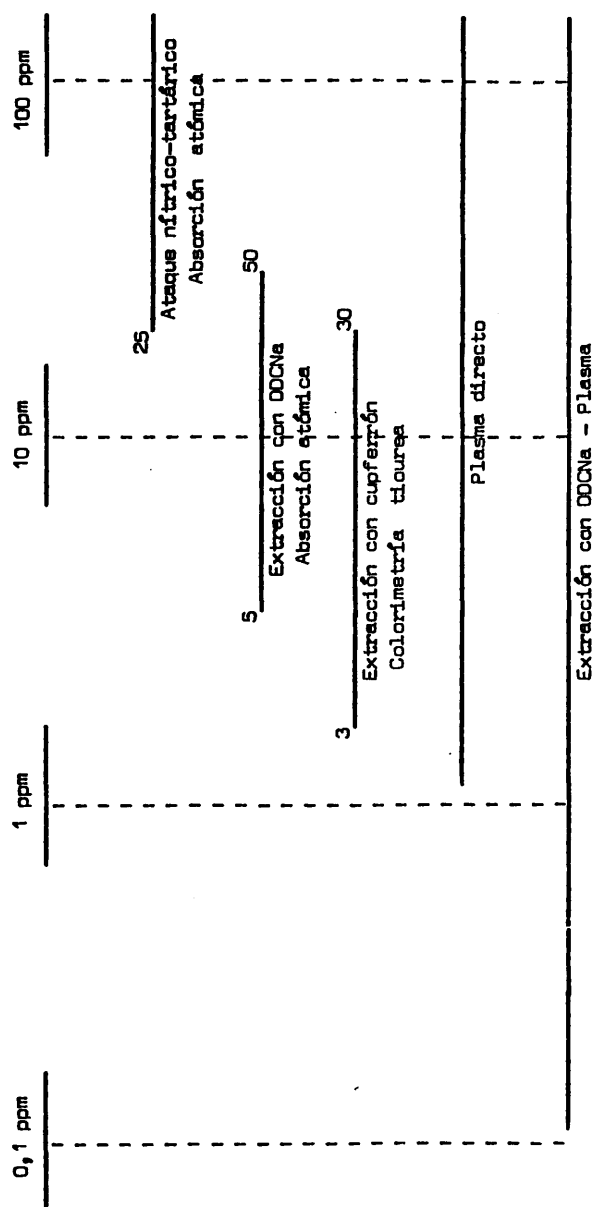 0,1 ppm
1 ppm
10 ppm
100 ppm
25
Ataque nítrico-tartárico
Absorción atómica
5
50
Extracción con DDCNa
Absorción atómica
3
30
Extracción con cupferrón
Colorimetría tiourea
Plasma directo
Extracción con DDCNa - Plasma